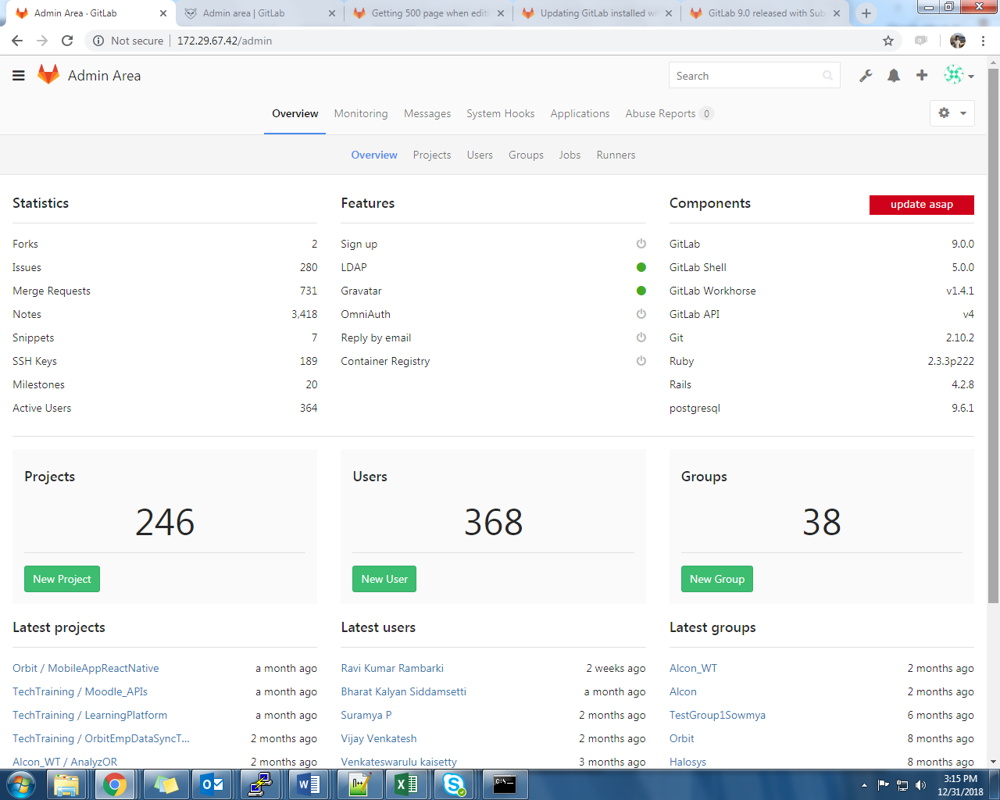 Admin Area · GitLab
Admin area | GitLab
Getting 500 page when editi
Updating GitLab installed wi
GitLab 9.0 released with Sub
Not secure
172.29.67.42/admin
Admin Area
Search
Overview Monitoring Messages System Hooks Applications Abuse Reports 0
Overview Projects Users Groups Jobs Runners
Statistics
Forks 2
Issues 280
Merge Requests 731
Notes 3,418
Snippets 7
SSH Keys 189
Milestones 20
Active Users 364
Features
Sign up
LDAP
Gravatar
OmniAuth
Reply by email
Container Registry
Components update asap
GitLab 9.0.0
GitLab Shell 5.0.0
GitLab Workhorse v1.4.1
GitLab API v4
Git 2.10.2
Ruby 2.3.3p222
Rails 4.2.8
postgresql 9.6.1
Projects
246
New Project
Users
368
New User
Groups
38
New Group
Latest projects
Orbit / MobileAppReactNative a month ago
TechTraining / Moodle_APIs a month ago
TechTraining / LearningPlatform a month ago
TechTraining / OrbitEmpDataSyncT... 2 months ago
Alcon_WT / AnalyzOR 2 months ago
Latest users
Ravi Kumar Rambarki 2 weeks ago
Bharat Kalyan Siddamsetti a month ago
Suramya P 2 months ago
Vijay Venkatesh 2 months ago
Venkateswarulu kaisetty 3 months ago
Latest groups
Alcon_WT 2 months ago
Alcon 2 months ago
TestGroup1Sowmya 6 months ago
Orbit 8 months ago
Halosys 8 months ago
3:15 PM
12/31/2018